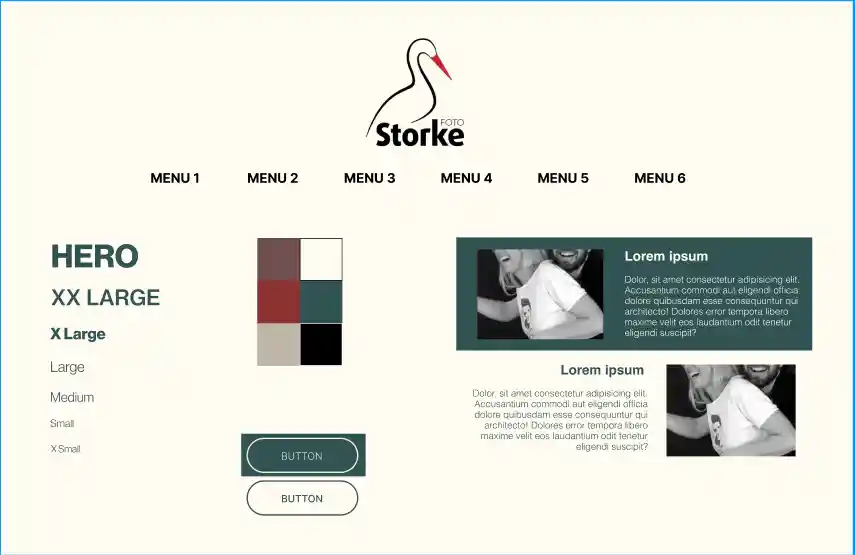 FOTO
Storke
MENU 1 MENU 2 MENU 3 MENU 4 MENU 5 MENU 6
HERO
XX LARGE
X Large
Large
Medium
Small
X Small
BUTTON
BUTTON
Lorem ipsum
Dolor, sit amet consectetur adipisicing elit.
Accusantium commodi aut eligendi officia
dolore quibusdam esse consequuntur qui
architecto! Dolores error tempora libero
maxime velit eos laudantium odit tenetur
eligendi suscipit?
Lorem ipsum
Dolor, sit amet consectetur adipisicing elit.
Accusantium commodi aut eligendi officia
dolore quibusdam esse consequuntur qui
architecto! Dolores error tempora libero
maxime velit eos laudantium odit tenetur
eligendi suscipit?